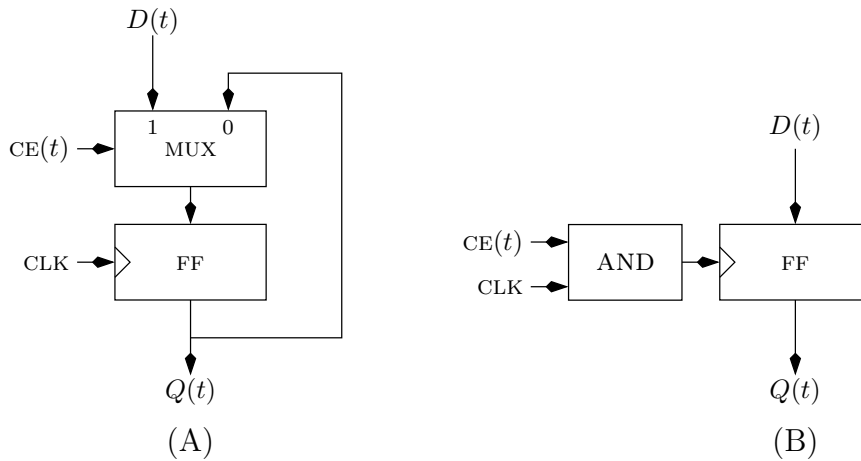 D(t)
1 0
CE(t)
MUX
CLK
FF
Q(t)
(A)
D(t)
CE(t)
CLK
AND
FF
Q(t)
(B)